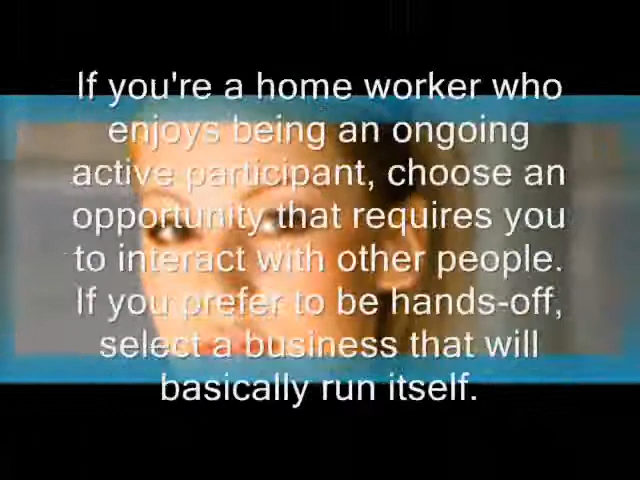 If you're a home worker who
enjoys being an ongoing
active participant, choose an
opportunity that requires you
to interact with other people.
If you prefer to be hands-off,
select a business that will
basically run itself.